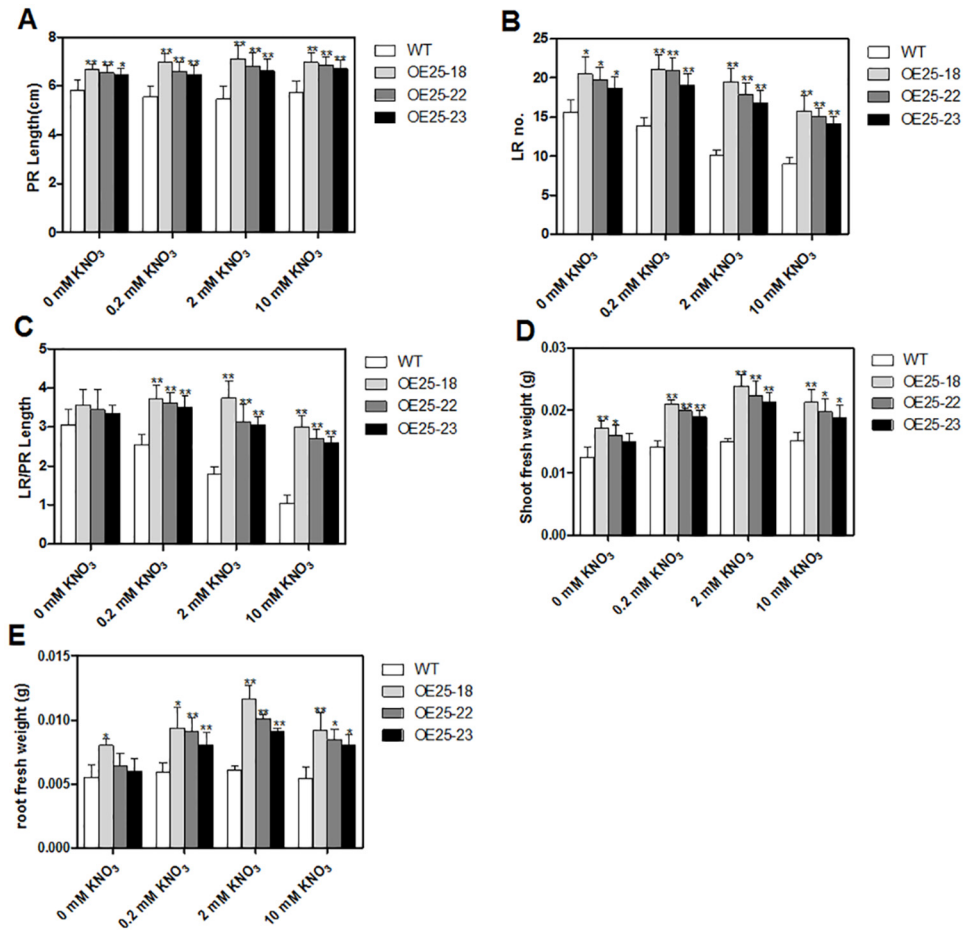 A
PR Length(cm)
8
6
4
2
0
** ** *
** ** **
** ** **
** ** **
0 mM KNO3
0.2 mM KNO3
2 mM KNO3
10 mM KNO3
WT
OE25-18
OE25-22
OE25-23
B
LR no.
25
20
15
10
5
0
* * *
** ** **
** ** **
** ** **
0 mM KNO3
0.2 mM KNO3
2 mM KNO3
10 mM KNO3
WT
OE25-18
OE25-22
OE25-23
C
LR/PR Length
5
4
3
2
1
0
** ** **
** ** **
** ** **
0 mM KNO3
0.2 mM KNO3
2 mM KNO3
10 mM KNO3
WT
OE25-18
OE25-22
OE25-23
D
Shoot fresh weight (g)
0.03
0.02
0.01
0.00
** *
** ** **
** ** **
** * *
0 mM KNO3
0.2 mM KNO3
2 mM KNO3
10 mM KNO3
WT
OE25-18
OE25-22
OE25-23
E
root fresh weight (g)
0.015
0.010
0.005
0.000
*
* ** **
** ** **
** * *
0 mM KNO3
0.2 mM KNO3
2 mM KNO3
10 mM KNO3
WT
OE25-18
OE25-22
OE25-23